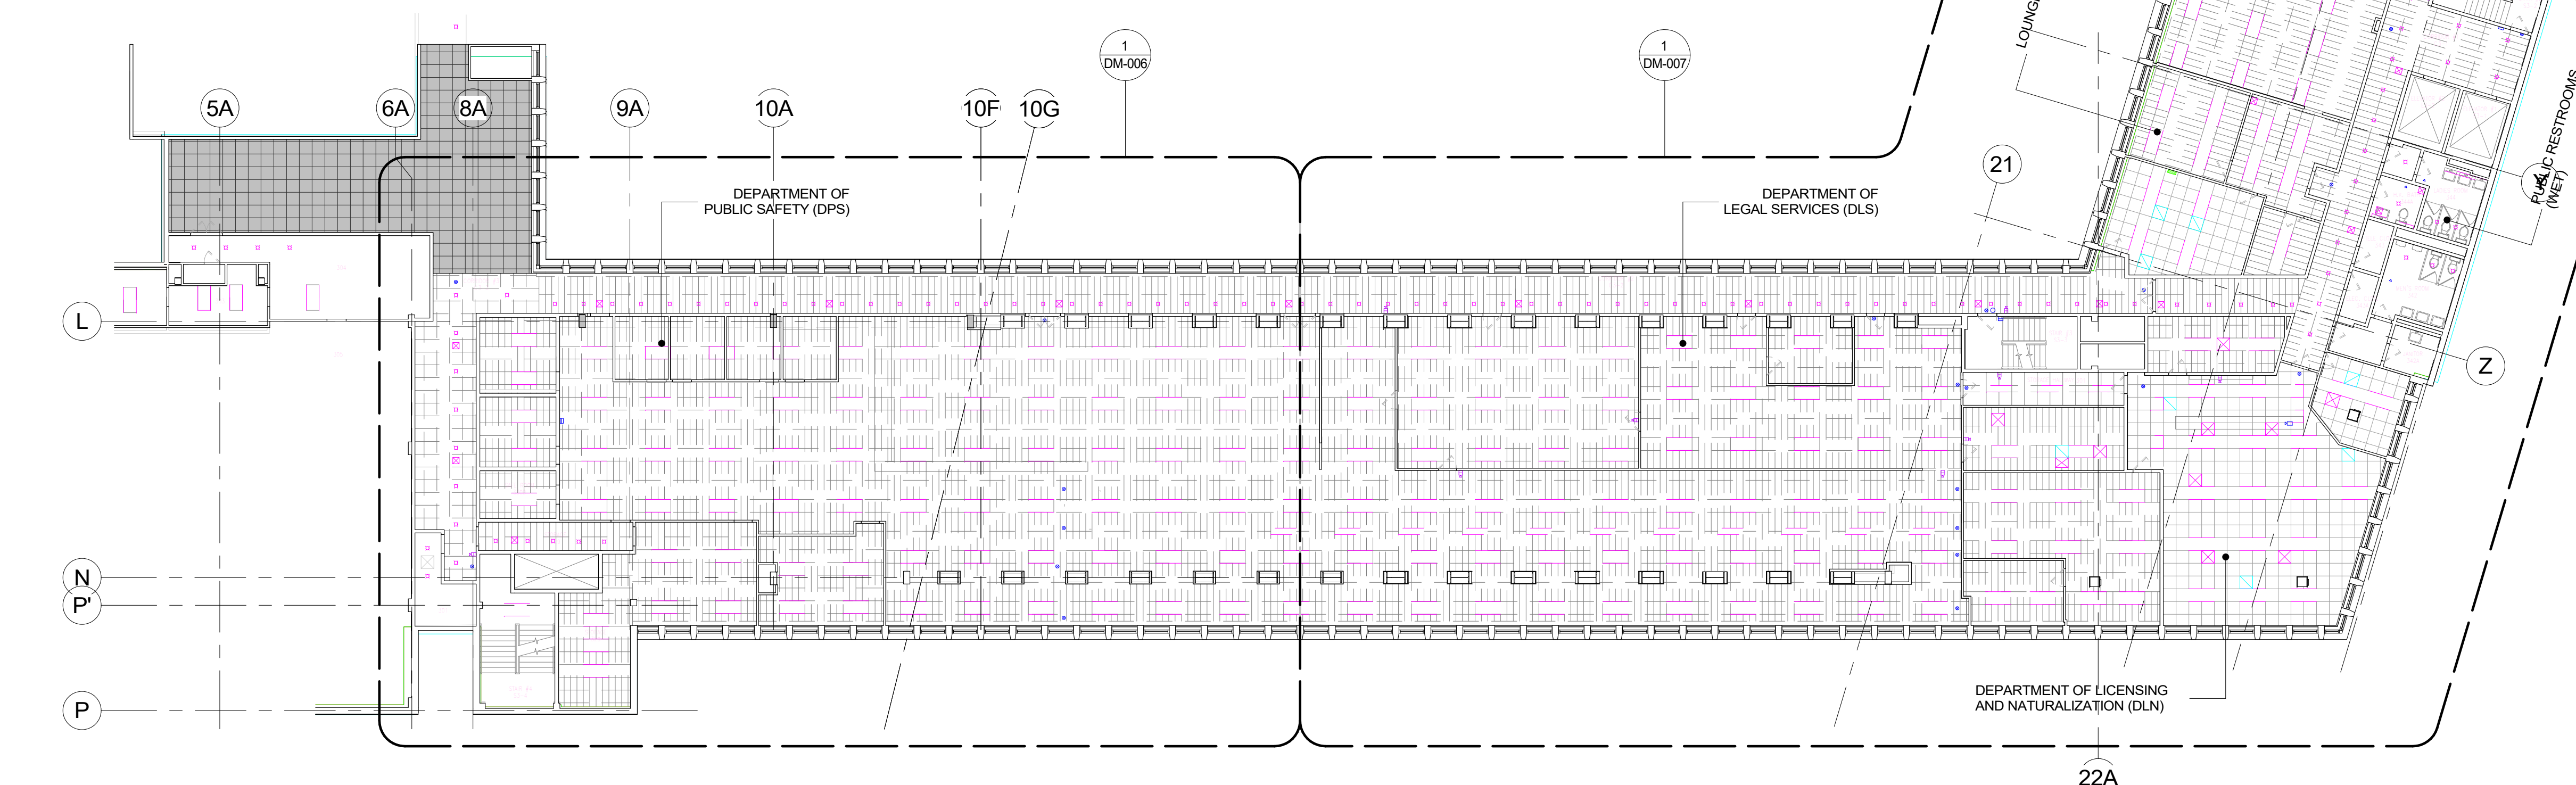 LOUNGE
1
DM-006
1
DM-007
5A
6A
8A
9A
10A
10F
10G
21
DEPARTMENT OF
PUBLIC SAFETY (DPS)
DEPARTMENT OF
LEGAL SERVICES (DLS)
Y
PUBLIC RESTROOMS
(WET)
L
Z
N
P'
P
DEPARTMENT OF LICENSING
AND NATURALIZATION (DLN)
22A